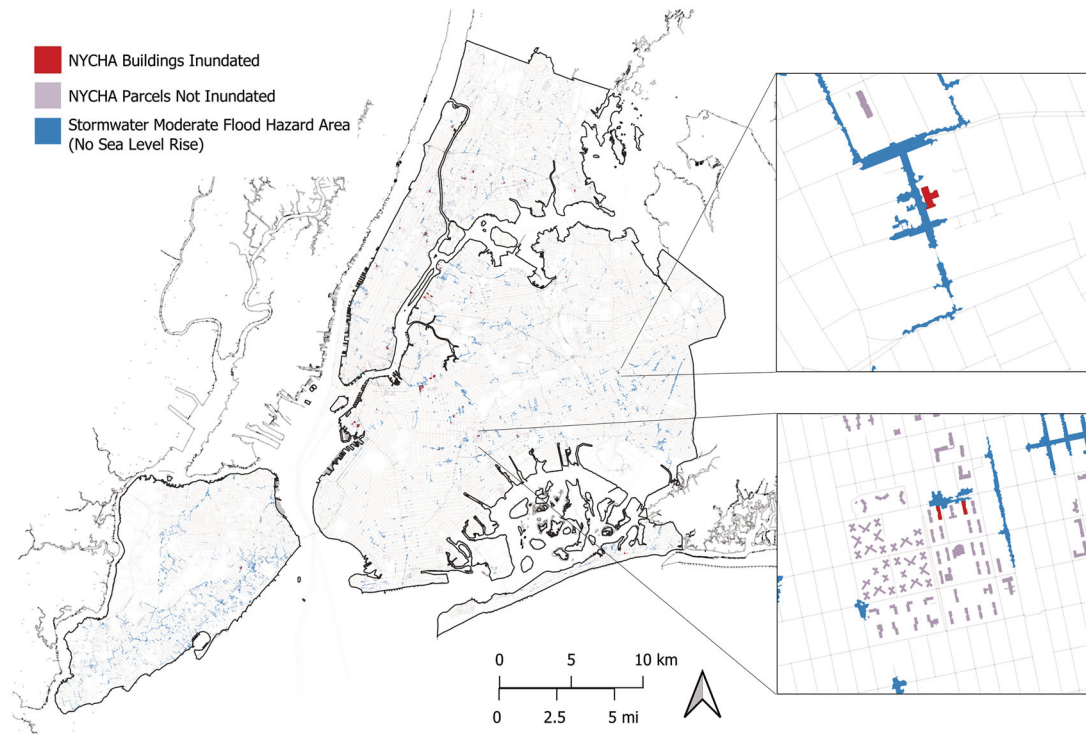 NYCHA Buildings Inundated
NYCHA Parcels Not Inundated
Stormwater Moderate Flood Hazard Area
(No Sea Level Rise)
0 5 10 km
0 2.5 5 mi